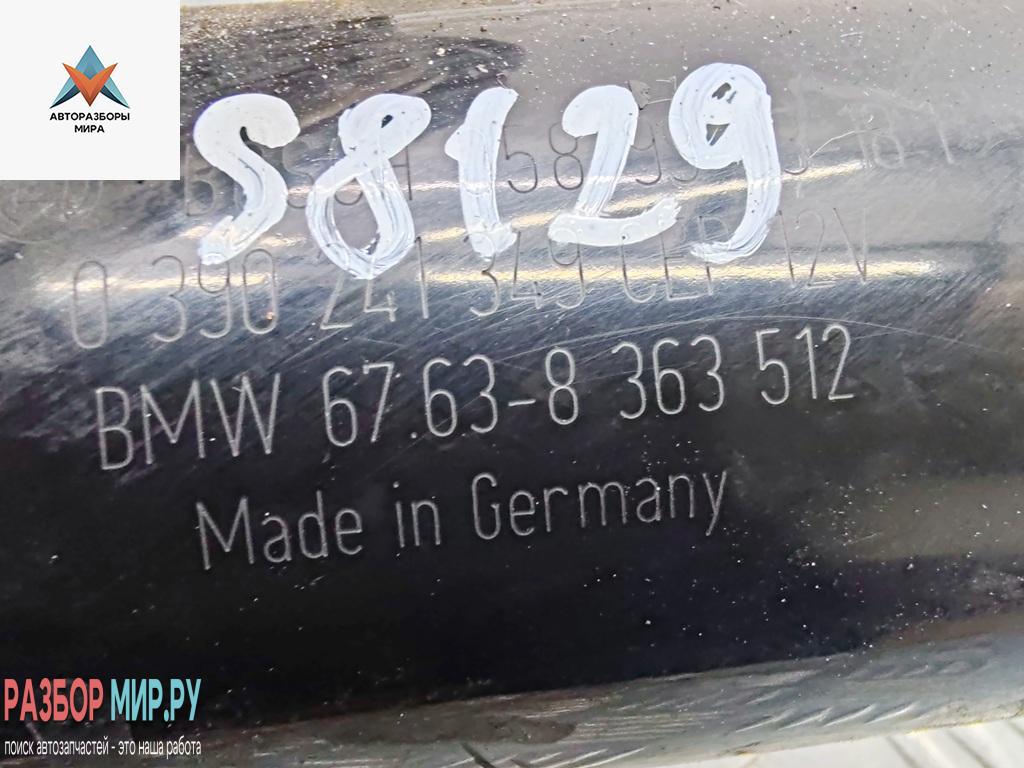 АВТОРАЗБОРЫ
МИРА
S8129
0 390 241 349 CEP 12V
BMW 67.63-8 363 512
Made in Germany
РАЗБОР МИР.РУ
поиск автозапчастей - это наша работа